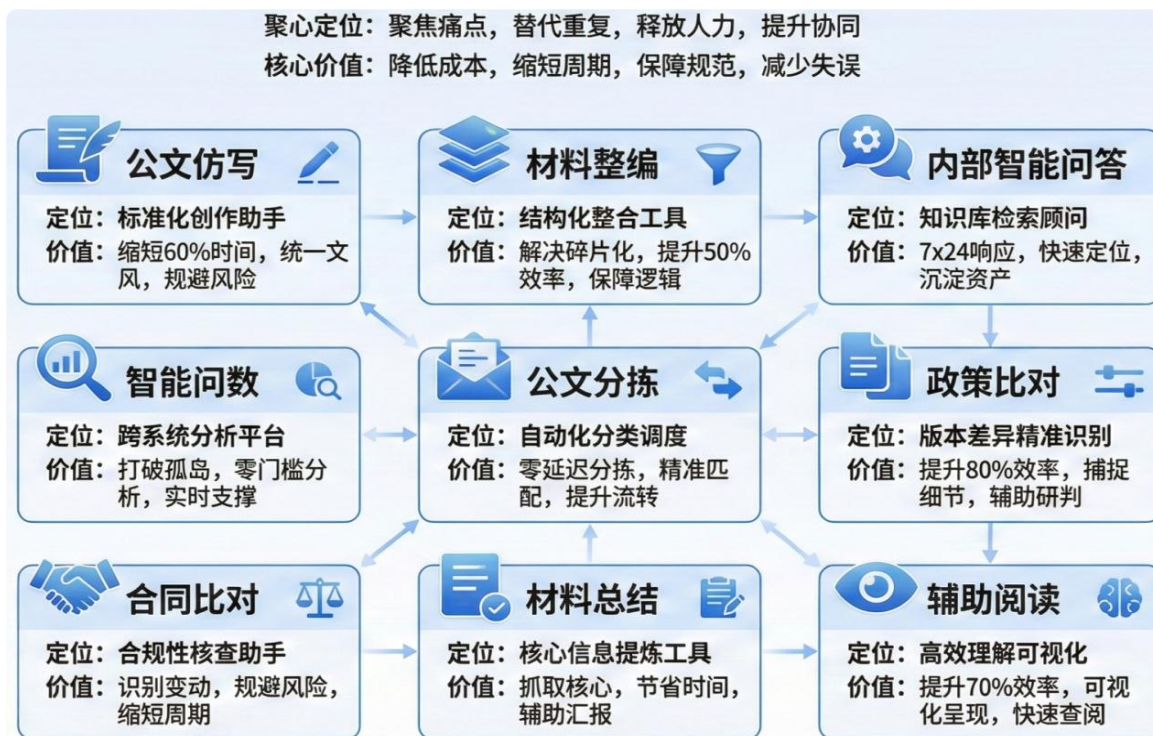 聚心定位：聚焦痛点，替代重复，释放人力，提升协同
核心价值：降低成本，缩短周期，保障规范，减少失误
公文仿写
定位：标准化创作助手
价值：缩短60%时间，统一文
风，规避风险
材料整编
定位：结构化整合工具
价值：解决碎片化，提升50%
效率，保障逻辑
内部智能问答
定位：知识库检索顾问
价值：7x24响应，快速定位，
沉淀资产
智能问数
定位：跨系统分析平台
价值：打破孤岛，零门槛分
析，实时支撑
公文分拣
定位：自动化分类调度
价值：零延迟分拣，精准匹
配，提升流转
政策比对
定位：版本差异精准识别
价值：提升80%效率，捕捉
细节，辅助研判
合同比对
定位：合规性核查助手
价值：识别变动，规避风险，
缩短周期
材料总结
定位：核心信息提炼工具
价值：抓取核心，节省时间，
辅助汇报
辅助阅读
定位：高效理解可视化
价值：提升70%效率，可视
化呈现，快速查阅